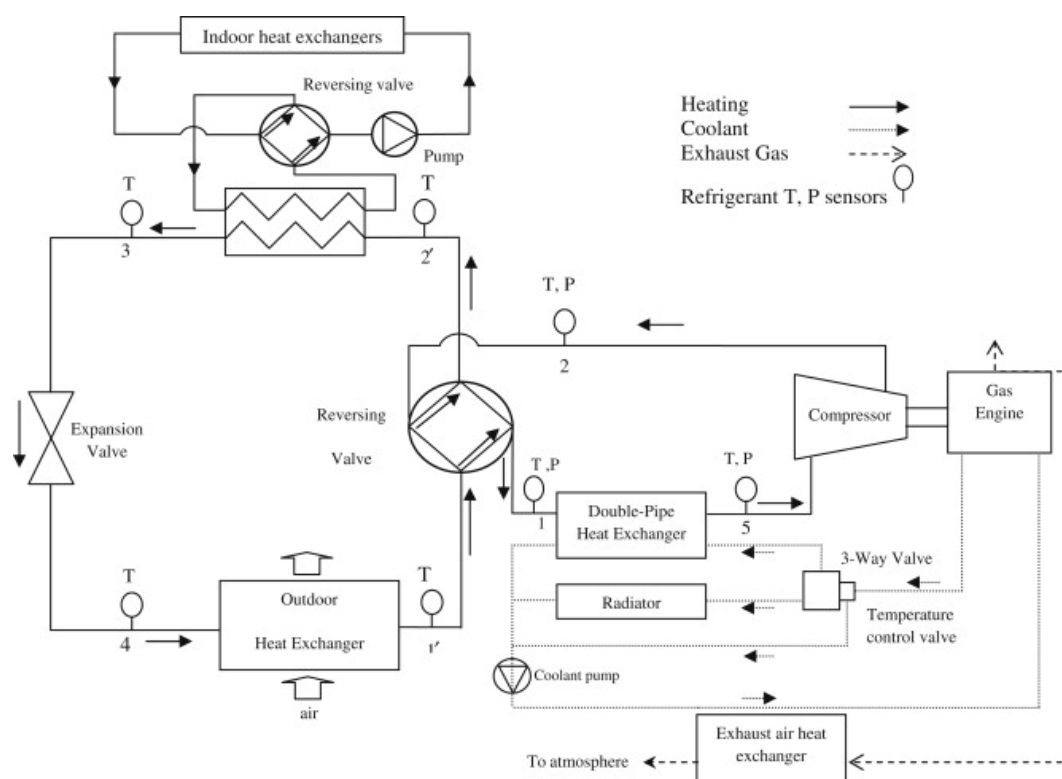 Indoor heat exchangers
Reversing valve
Pump
Heating
Coolant
Exhaust Gas
Refrigerant T, P sensors
T
T
3
2'
T, P
2
Expansion
Valve
Reversing
Valve
Compressor
Gas
Engine
T ,P
T, P
1
5
Double-Pipe
Heat Exchanger
3-Way Valve
Radiator
Temperature
control valve
T
T
4
1'
Outdoor
Heat Exchanger
air
Coolant pump
Exhaust air heat
exchanger
To atmosphere